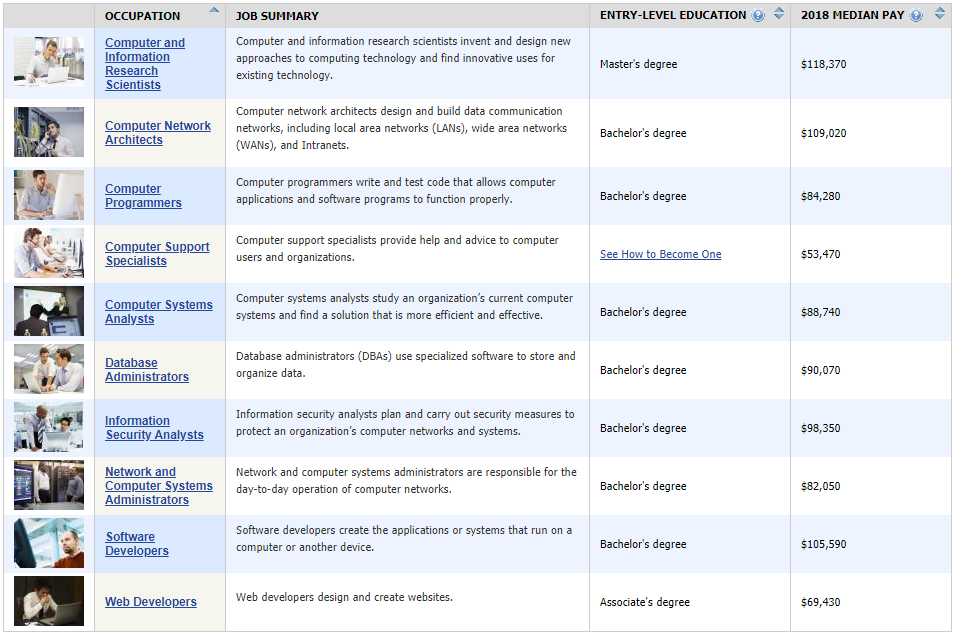 OCCUPATION JOB SUMMARY ENTRY-LEVEL EDUCATION ? 2018 MEDIAN PAY ?
Computer and
Information
Research
Scientists
Computer and information research scientists invent and design new
approaches to computing technology and find innovative uses for
existing technology.
Master's degree
$118,370
Computer Network
Architects
Computer network architects design and build data communication
networks, including local area networks (LANs), wide area networks
(WANs), and Intranets.
Bachelor's degree
$109,020
Computer
Programmers
Computer programmers write and test code that allows computer
applications and software programs to function properly.
Bachelor's degree
$84,280
Computer Support
Specialists
Computer support specialists provide help and advice to computer
users and organizations.
See How to Become One
$53,470
Computer Systems
Analysts
Computer systems analysts study an organization’s current computer
systems and find a solution that is more efficient and effective.
Bachelor's degree
$88,740
Database
Administrators
Database administrators (DBAs) use specialized software to store and
organize data.
Bachelor's degree
$90,070
Information
Security Analysts
Information security analysts plan and carry out security measures to
protect an organization’s computer networks and systems.
Bachelor's degree
$98,350
Network and
Computer Systems
Administrators
Network and computer systems administrators are responsible for the
day-to-day operation of computer networks.
Bachelor's degree
$82,050
Software
Developers
Software developers create the applications or systems that run on a
computer or another device.
Bachelor's degree
$105,590
Web Developers
Web developers design and create websites.
Associate's degree
$69,430